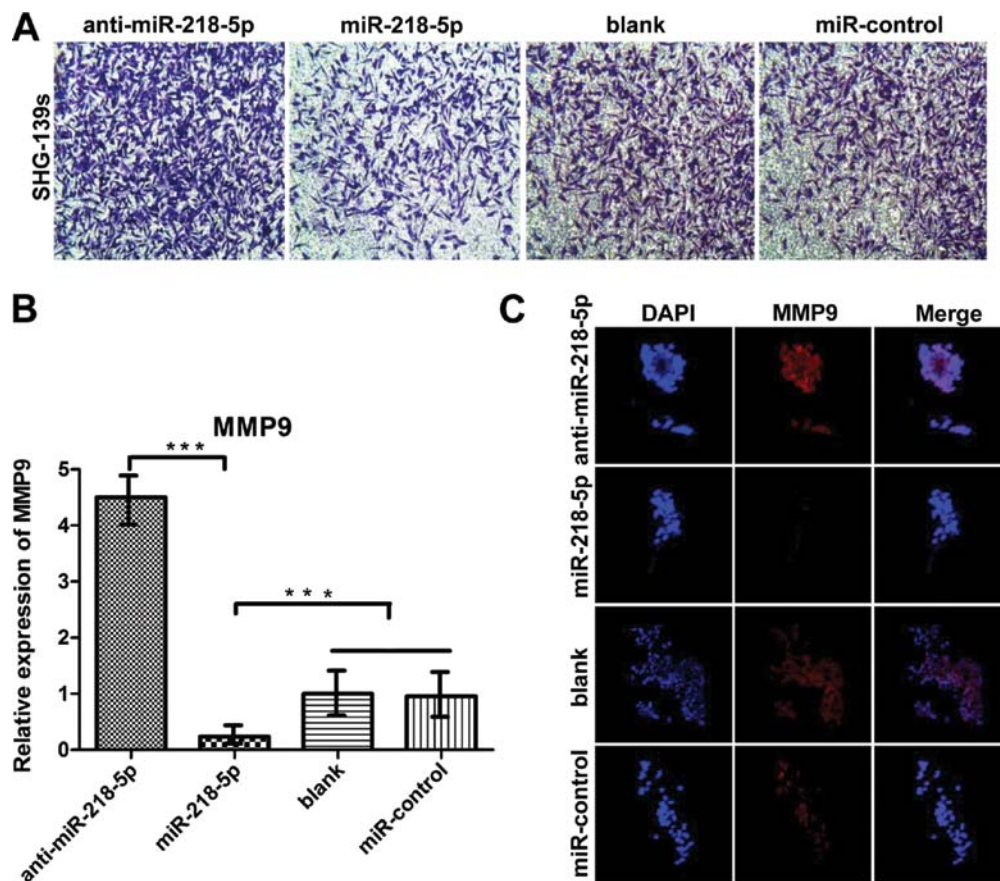 A
anti-miR-218-5p miR-218-5p blank miR-control
SHG-139s
B
MMP9
Relative expression of MMP9
5
4
3
2
1
0
***
* * *
anti-miR-218-5p miR-218-5p blank miR-control
C
DAPI MMP9 Merge
anti-miR-218-5p
miR-218-5p
blank
miR-control